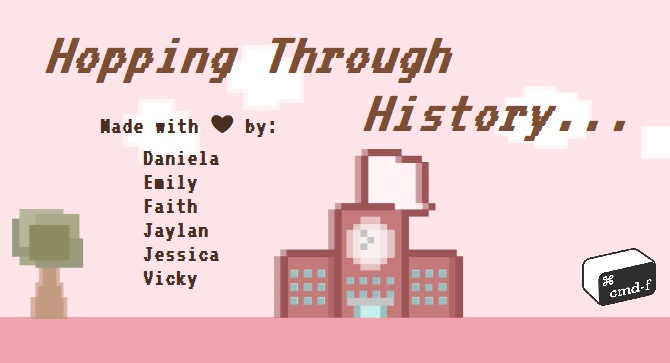 Hopping Through
History...
Made with ♥ by:
Daniela
Emily
Faith
Jaylan
Jessica
Vicky
⌘
cmd-f